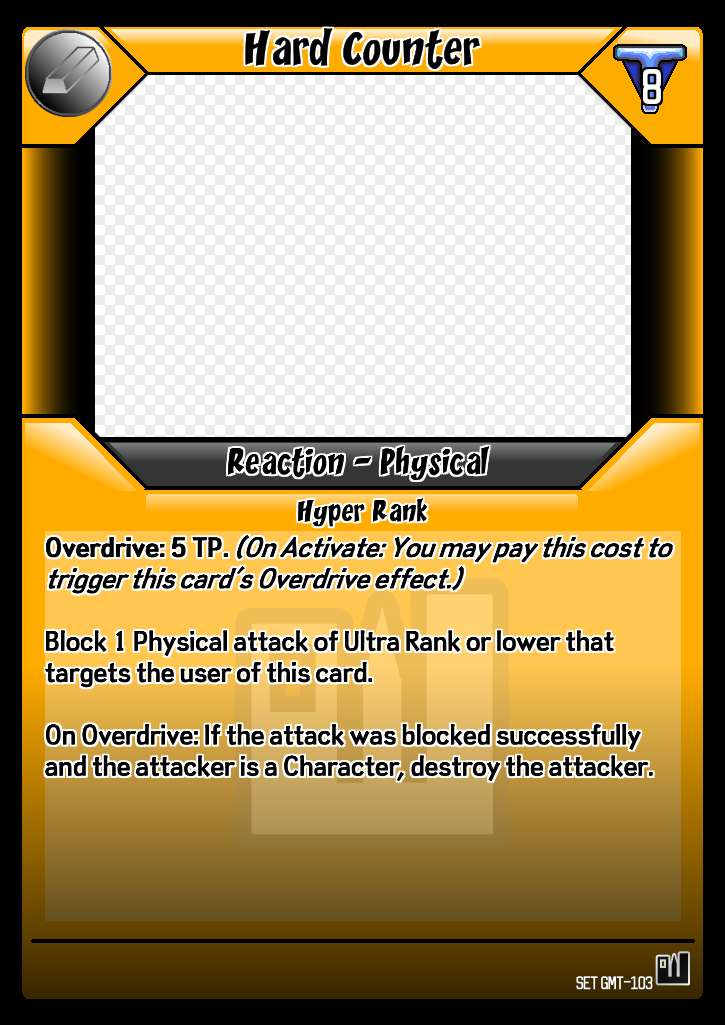 Hard Counter
8
Reaction - Physical
Hyper Rank
Overdrive: 5 TP. (On Activate: You may pay this cost to
trigger this card's Overdrive effect.)
Block 1 Physical attack of Ultra Rank or lower that
targets the user of this card.
On Overdrive: If the attack was blocked successfully
and the attacker is a Character, destroy the attacker.
SET GMT-103